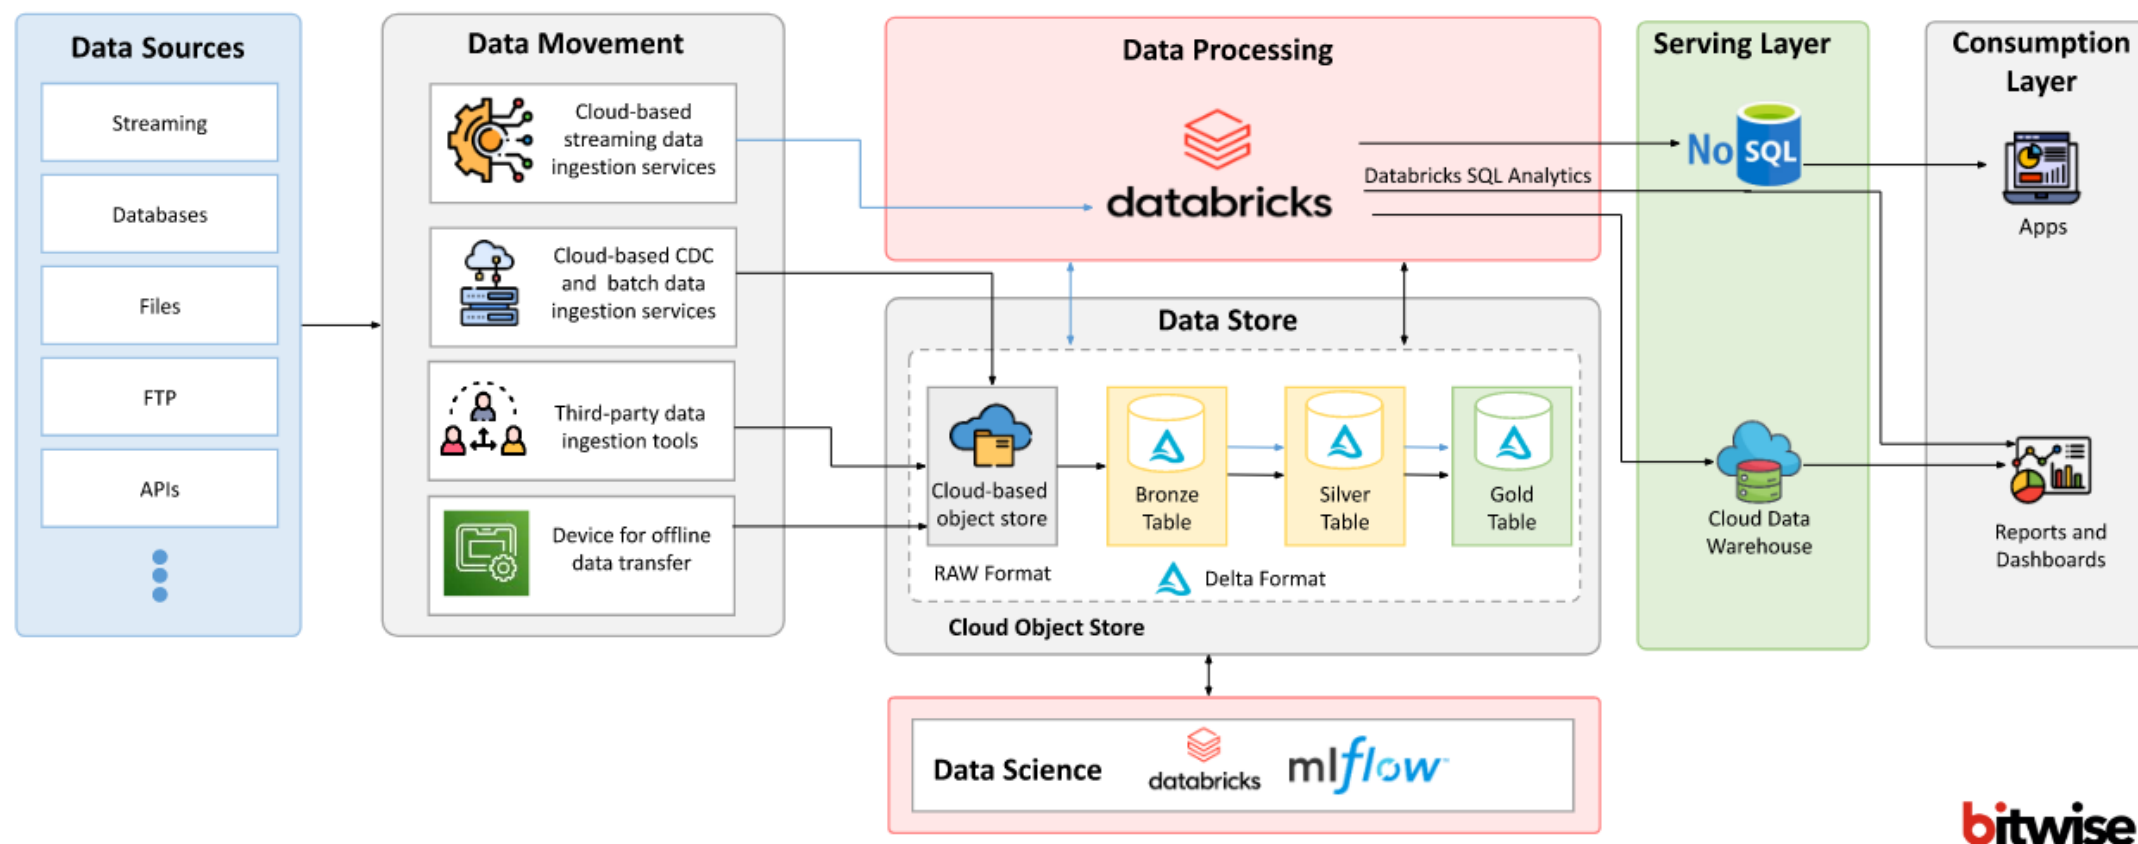 Data Sources
Streaming
Databases
Files
FTP
APIs
Data Movement
Cloud-based
streaming data
ingestion services
Cloud-based CDC
and batch data
ingestion services
Third-party data
ingestion tools
Device for offline
data transfer
Data Processing
databricks
Databricks SQL Analytics
Data Store
Cloud-based
object store
Bronze
Table
Silver
Table
Gold
Table
RAW Format
Delta Format
Cloud Object Store
Data Science
databricks
mlflow™
Serving Layer
No SQL
Cloud Data
Warehouse
Consumption
Layer
Apps
Reports and
Dashboards
bitwise